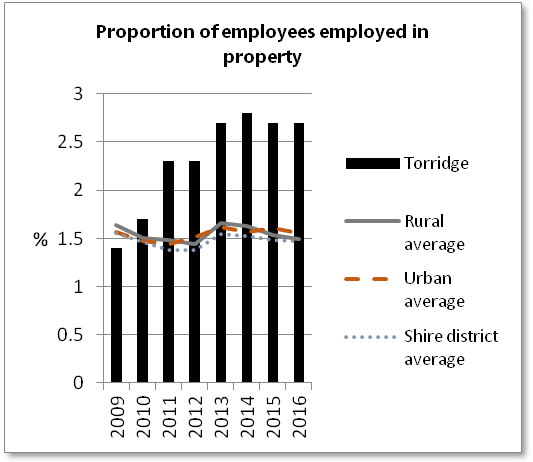 Proportion of employees employed in
property
3
2.5
2
1.5
1
0.5
0
%
2009
2010
2011
2012
2013
2014
2015
2016
Torridge
Rural
average
Urban
average
Shire district
average